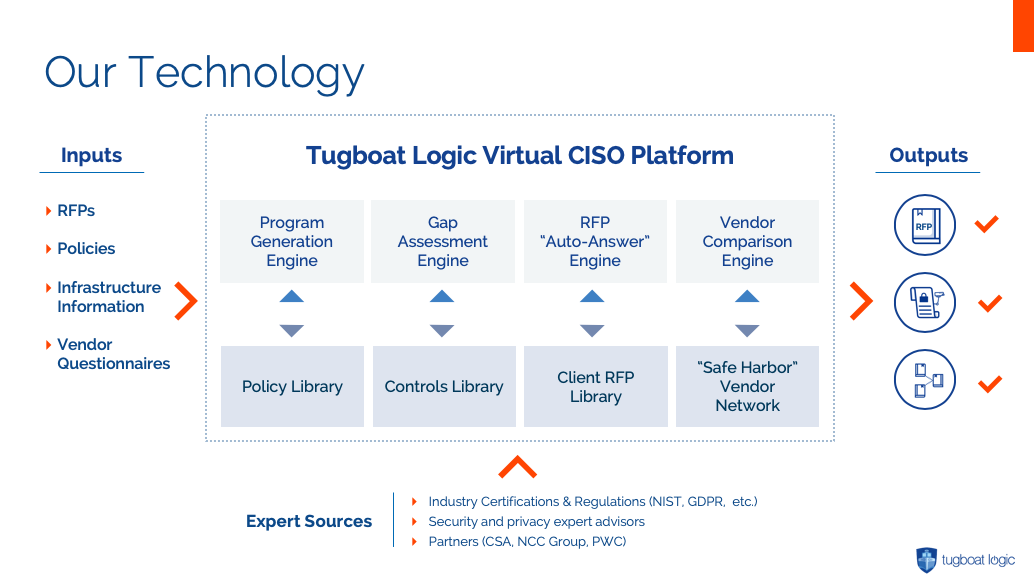 Our Technology
Inputs
RFPs
Policies
Infrastructure
Information
Vendor
Questionnaires
Tugboat Logic Virtual CISO Platform
Program
Generation
Engine
Gap
Assessment
Engine
RFP
"Auto-Answer"
Engine
Vendor
Comparison
Engine
Policy Library
Controls Library
Client RFP
Library
"Safe Harbor"
Vendor
Network
Outputs
RFP
Expert Sources
Industry Certifications & Regulations (NIST, GDPR, etc.)
Security and privacy expert advisors
Partners (CSA, NCC Group, PWC)
tugboat logic